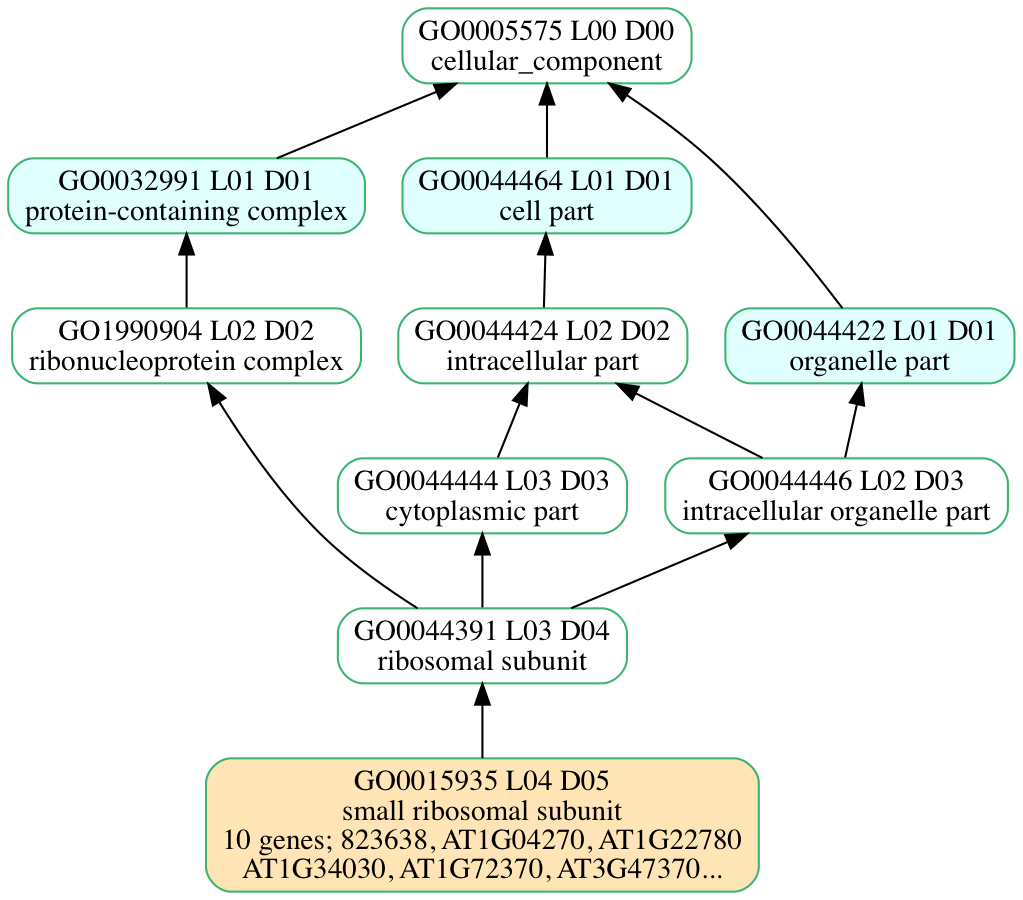 GO0005575 L00 D00
cellular_component
GO0032991 L01 D01
protein-containing complex
GO0044464 L01 D01
cell part
GO1990904 L02 D02
ribonucleoprotein complex
GO0044424 L02 D02
intracellular part
GO0044422 L01 D01
organelle part
GO0044444 L03 D03
cytoplasmic part
GO0044446 L02 D03
intracellular organelle part
GO0044391 L03 D04
ribosomal subunit
GO0015935 L04 D05
small ribosomal subunit
10 genes; 823638, AT1G04270, AT1G22780
AT1G34030, AT1G72370, AT3G47370...